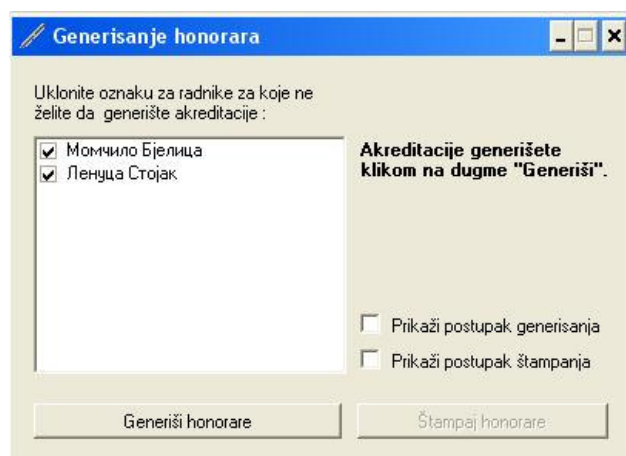 Generisanje honorara
Uklonite oznaku za radnike za koje ne
želite da generište akreditacije :
Момчило Бјелица
Ленуца Стојак
Akreditacije generišete
klikom na dugme "Generiši".
Prikaži postupak generisanja
Prikaži postupak štampanja
Generiši honorare
Štampaj honorare